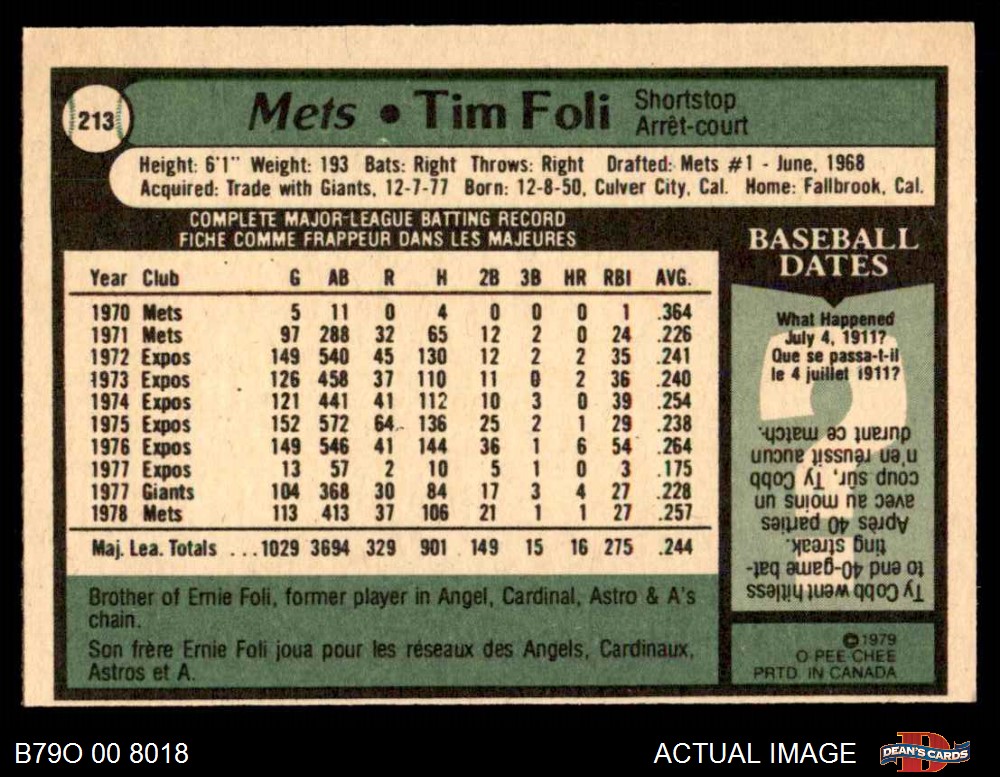 213
Mets • Tim Foli
Shortstop
Arrêt-court
Height: 6'1" Weight: 193 Bats: Right Throws: Right Drafted: Mets #1 - June, 1968
Acquired: Trade with Giants, 12-7-77 Born: 12-8-50, Culver City, Cal. Home: Fallbrook, Cal.
COMPLETE MAJOR-LEAGUE BATTING RECORD
FICHE COMME FRAPPEUR DANS LES MAJEURES
Year Club G AB R H 2B 3B HR RBI AVG.
1970 Mets 5 11 0 4 0 0 0 1 .364
1971 Mets 97 288 32 65 12 2 0 24 .226
1972 Expos 149 540 45 130 12 2 2 35 .241
1973 Expos 126 458 37 110 11 0 2 36 .240
1974 Expos 121 441 41 112 10 3 0 39 .254
1975 Expos 152 572 64 136 25 2 1 29 .238
1976 Expos 149 546 41 144 36 1 6 54 .264
1977 Expos 13 57 2 10 5 1 0 3 .175
1977 Giants 104 368 30 84 17 3 4 27 .228
1978 Mets 113 413 37 106 21 1 1 27 .257
Maj. Lea. Totals ...1029 3694 329 901 149 15 16 275 .244
Brother of Ernie Foli, former player in Angel, Cardinal, Astro & A's
chain.
Son frère Ernie Foli joua pour les réseaux des Angels, Cardinaux,
Astros et A.
BASEBALL
DATES
What Happened
July 4, 1911?
Que se passa-t-il
le 4 juillet 1911?
Ty Cobb went hitless
to end 40-game bat-
ting streak.
Après 40 parties
avec au moins un
coup sûr, Ty Cobb
n'en réussit aucun
durant ce match.
©1979
O PEE CHEE
PRTD. IN CANADA
B79O 00 8018
ACTUAL IMAGE
D
DEAN'S CARDS